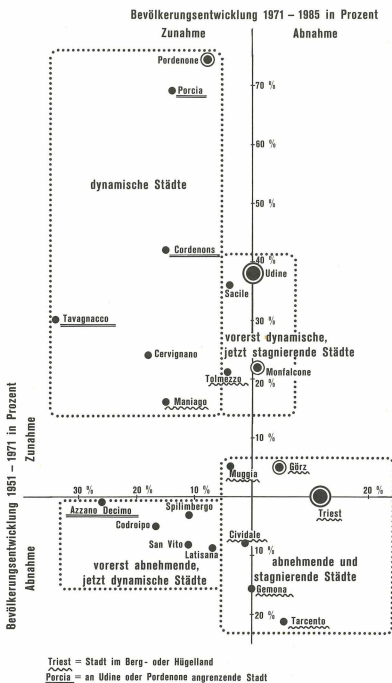 Bevölkerungsentwicklung 1971 – 1985 in Prozent
Zunahme
Abnahme
Pordenone
70 %
Porcia
60 %
dynamische Städte
50 %
Cordenons
40 %
Udine
Sacile
Tavagnacco
30 %
vorerst dynamische,
jetzt stagnierende Städte
Cervignano
Monfalcone
Tolmezzo
20 %
Maniago
10 %
Bevölkerungsentwicklung 1951 – 1971 in Prozent
Zunahme
Abnahme
Muggia
Görz
30 %
20 %
10 %
20 %
Triest
Azzano Decimo
Spilimbergo
Codroipo
San Vito
Latisana
Cividale
10 %
vorerst abnehmende,
jetzt dynamische Städte
abnehmende und
stagnierende Städte
Gemona
20 %
Tarcento
Triest = Stadt im Berg- oder Hügelland
Porcia = an Udine oder Pordenone angrenzende Stadt